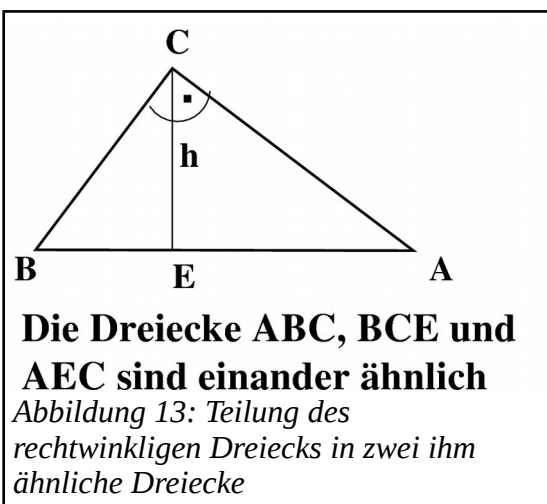 C
h
B
E
A
Die Dreiecke ABC, BCE und
AEC sind einander ähnlich
Abbildung 13: Teilung des
rechtwinkligen Dreiecks in zwei ihm
ähnliche Dreiecke